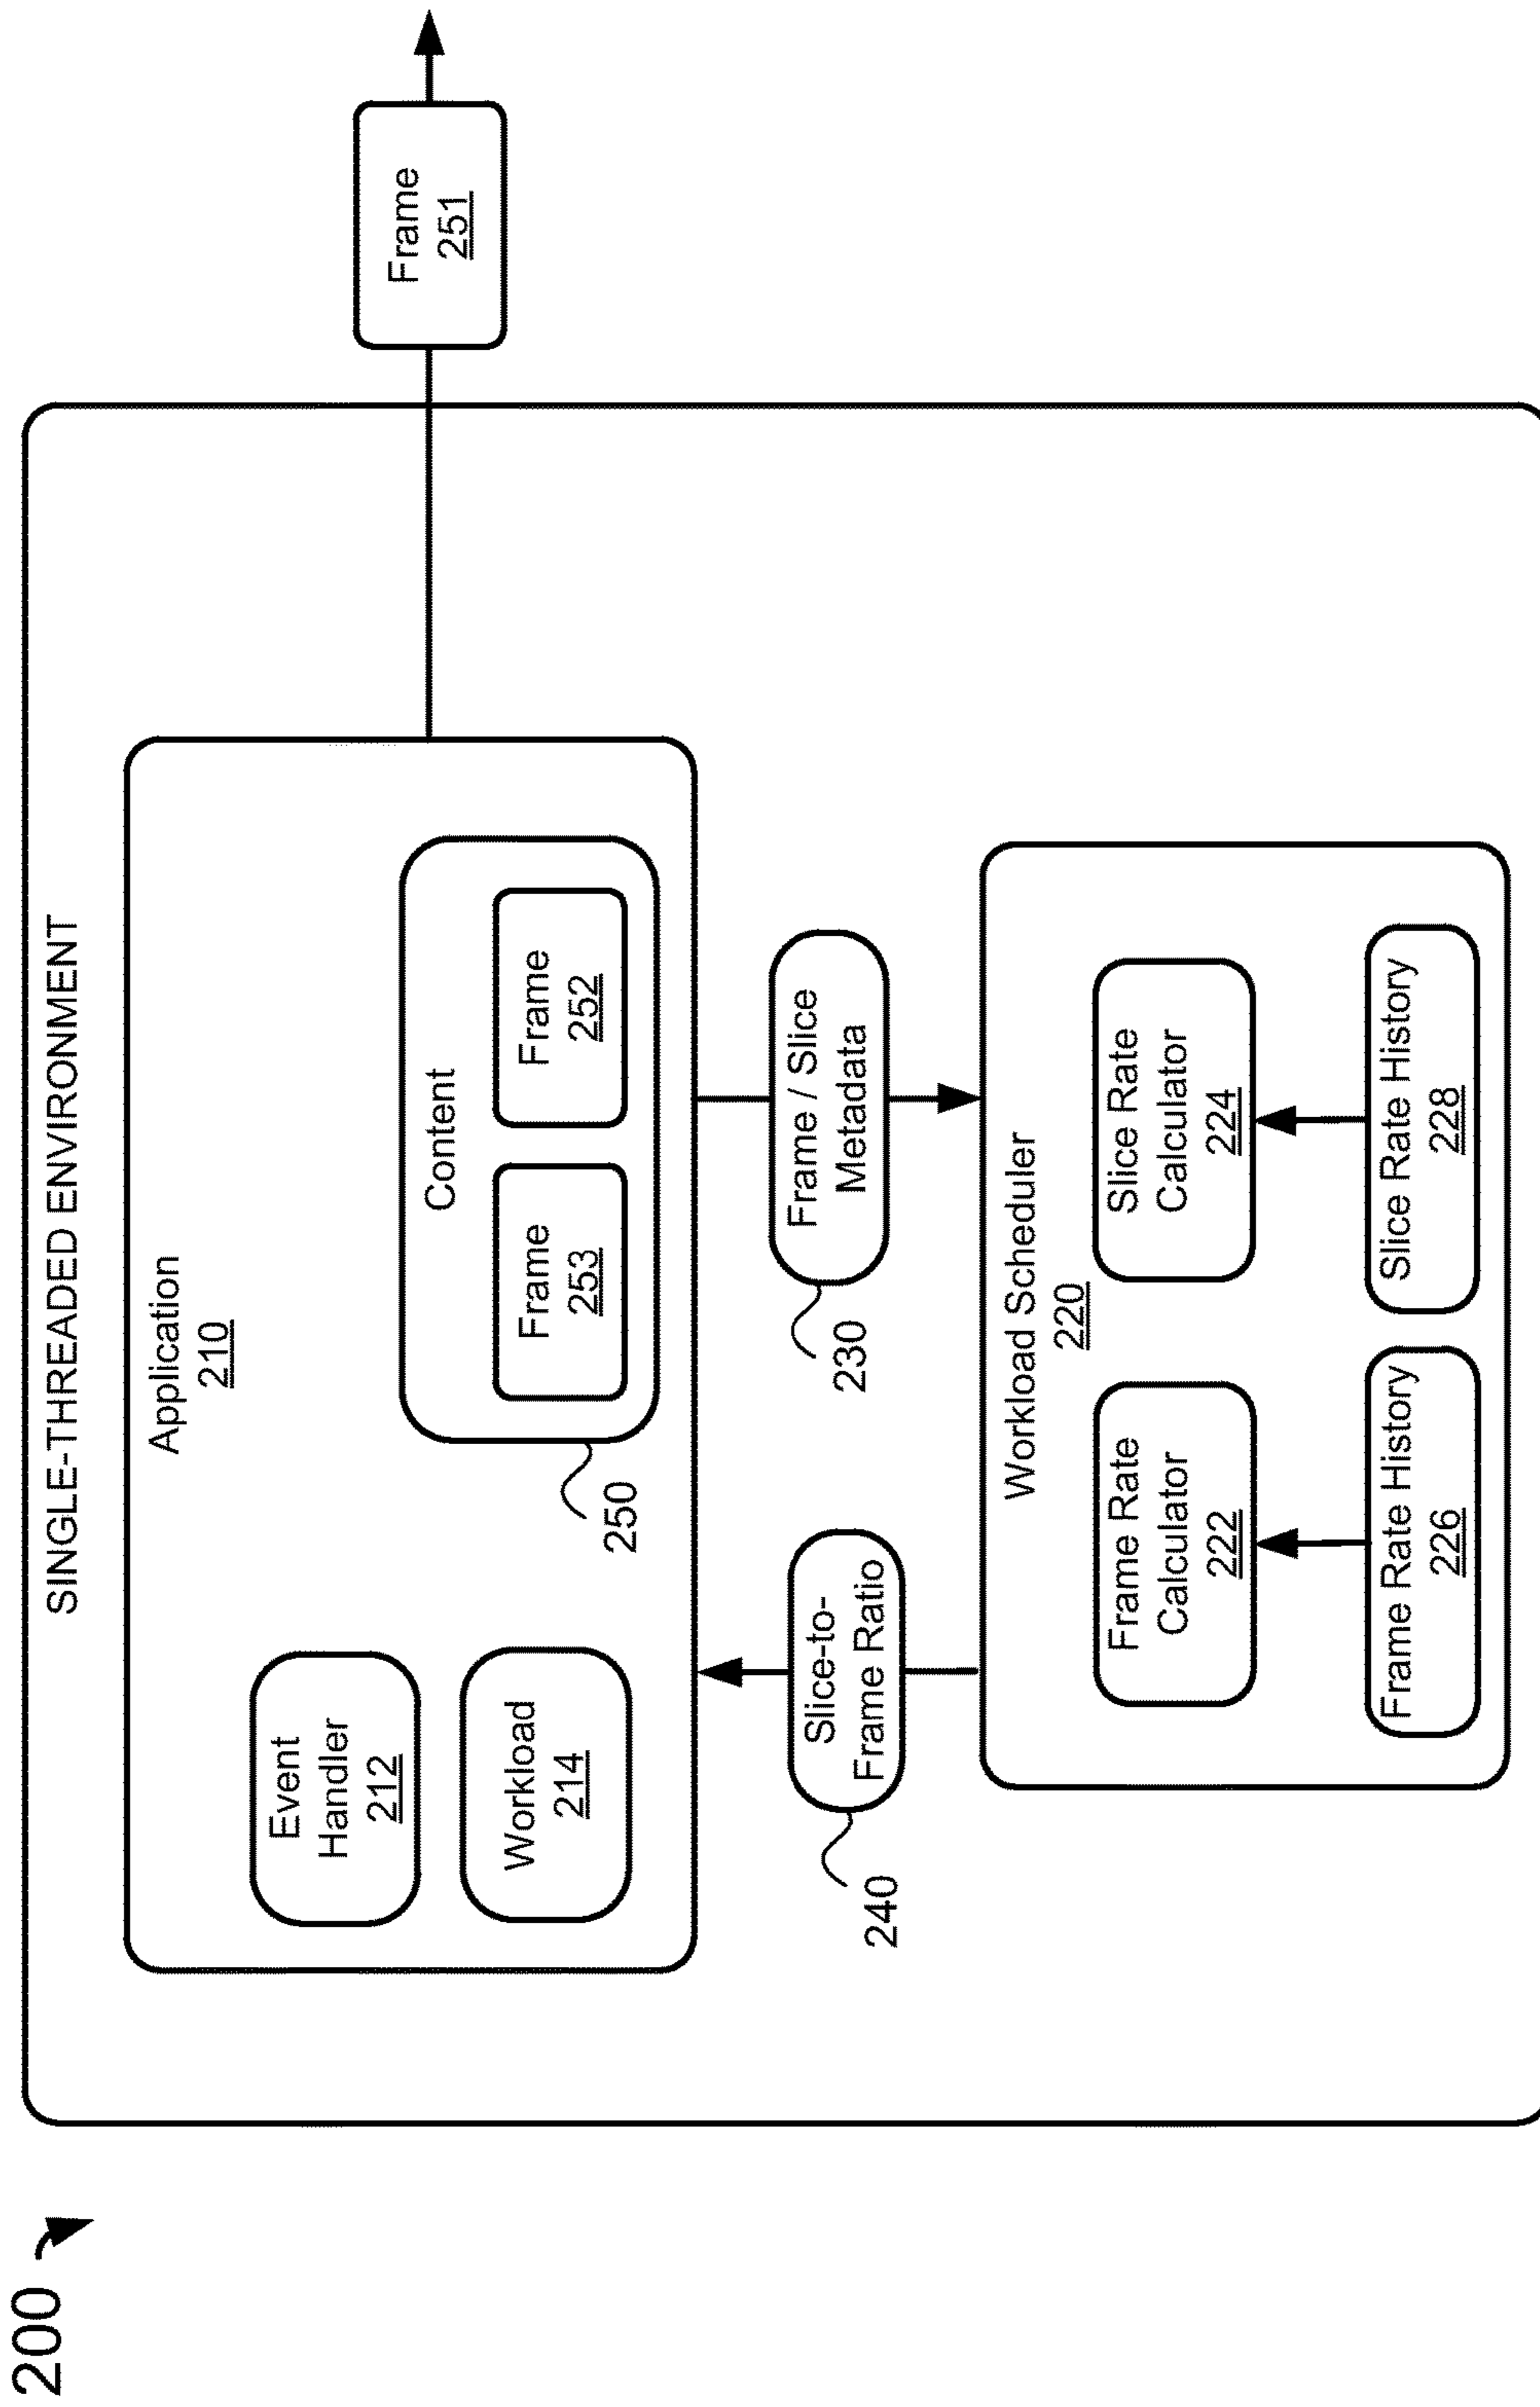 200
SINGLE-THREADED ENVIRONMENT
Application
210
Event
Handler
212
Workload
214
Content
250
Frame
253
Frame
252
Frame
251
Slice-to-
Frame Ratio
240
Frame / Slice
Metadata
230
Workload Scheduler
220
Frame Rate
Calculator
222
Slice Rate
Calculator
224
Frame Rate History
226
Slice Rate History
228